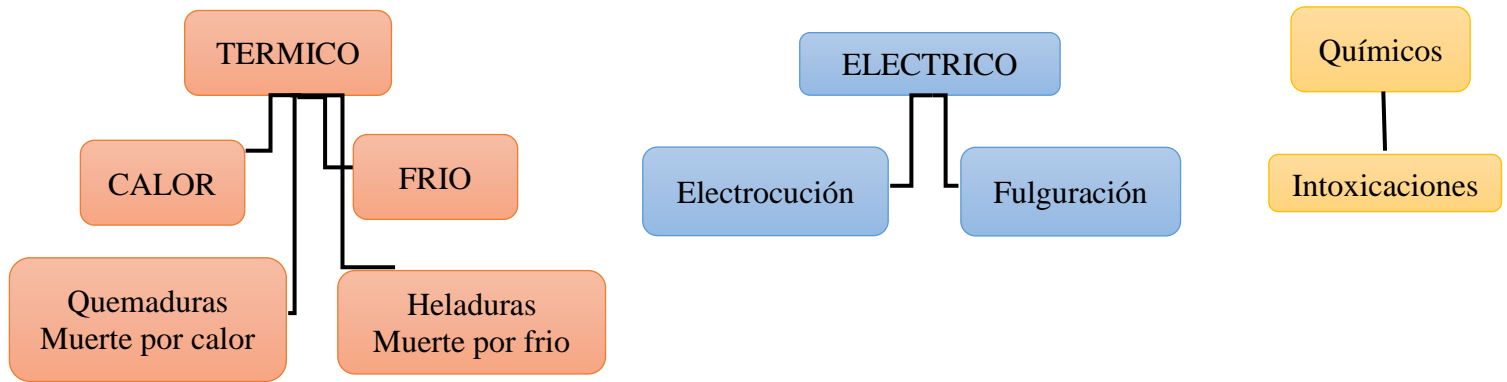 TERMICO
CALOR
FRIO
Quemaduras
Muerte por calor
Heladuras
Muerte por frio
ELECTRICO
Electrocución
Fulguración
Químicos
Intoxicaciones